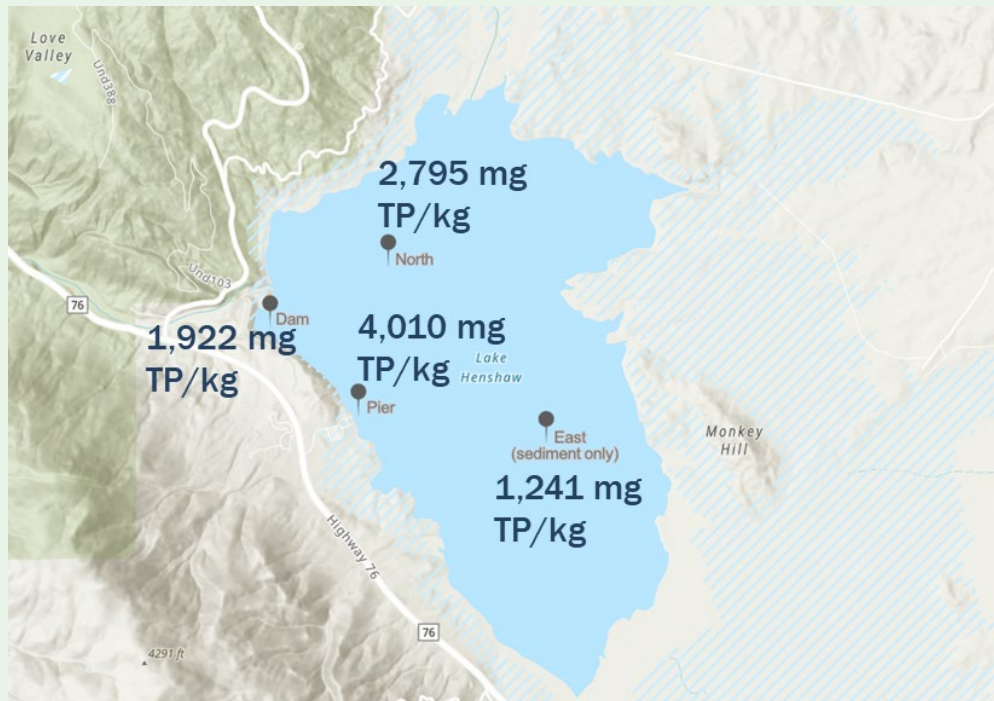 Love
Valley
Und388
2,795 mg
TP/kg
North
Und103
76
Dam
1,922 mg
TP/kg
4,010 mg
TP/kg
Lake
Henshaw
Pier
East
(sediment only)
Monkey
Hill
1,241 mg
TP/kg
Highway 76
76
4291 ft